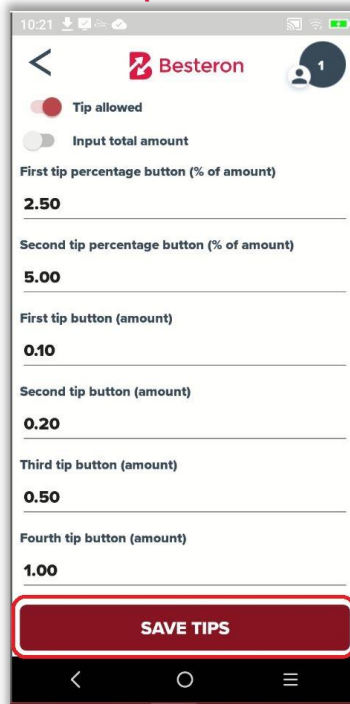 10:21
Besteron
1
Tip allowed
Input total amount
First tip percentage button (% of amount)
2.50
Second tip percentage button (% of amount)
5.00
First tip button (amount)
0.10
Second tip button (amount)
0.20
Third tip button (amount)
0.50
Fourth tip button (amount)
1.00
SAVE TIPS